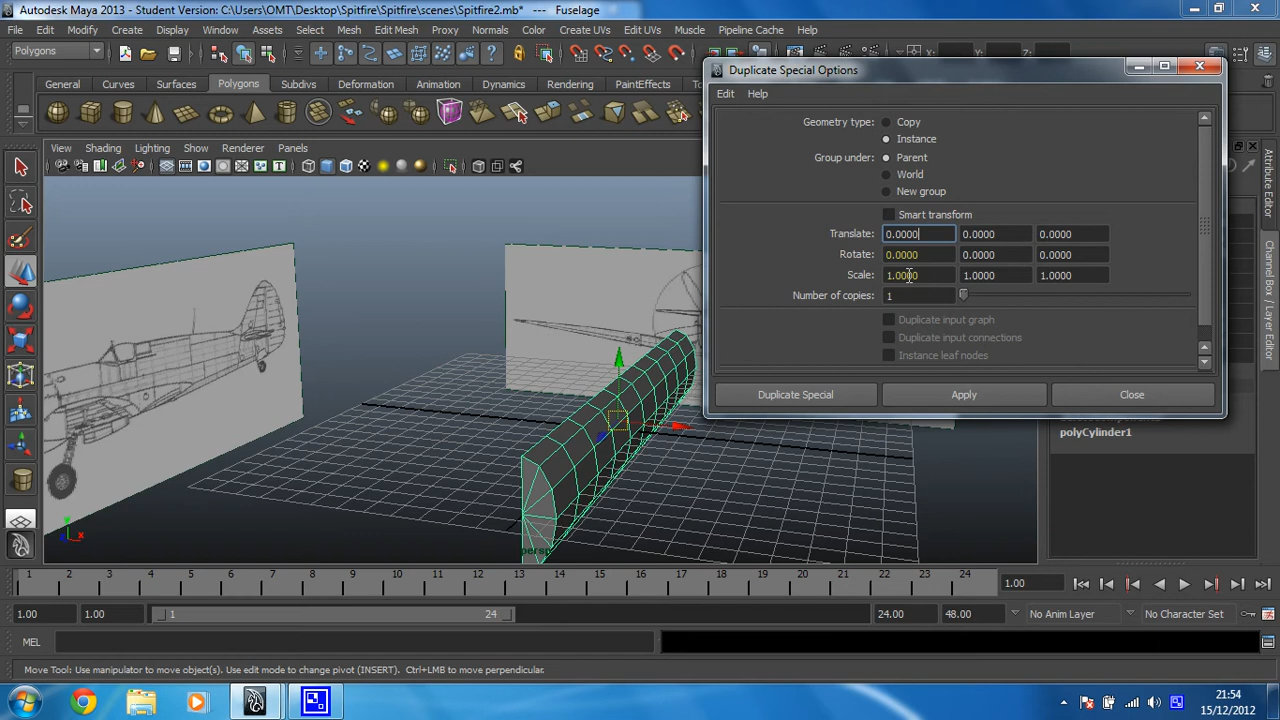 Autodesk Maya 2013 - Student Version: C:\Users\OMT\Desktop\Spitfire\Spitfire\scenes\Spitfire2.mb* --- Fuselage
File Edit Modify Create Display Window Assets Select Mesh Edit Mesh Proxy Normals Color Create UVs Edit UVs Muscle Pipeline Cache Help
Polygons
X: Y: Z:
General Curves Surfaces Polygons Subdivs Deformation Animation Dynamics Rendering PaintEffects
View Shading Lighting Show Renderer Panels
Duplicate Special Options
Edit Help
Geometry type: Copy
Instance
Group under: Parent
World
New group
Smart transform
Translate: 0.0000 0.0000 0.0000
Rotate: 0.0000 0.0000 0.0000
Scale: 1.0000 1.0000 1.0000
Number of copies: 1
Duplicate input graph
Duplicate input connections
Instance leaf nodes
Duplicate Special Apply Close
polyCylinder1
Attribute Editor
Channel Box / Layer Editor
y
x
persp
1 2 3 4 5 6 7 8 9 10 11 12 13 14 15 16 17 18 19 20 21 22 23 24
1.00
1.00 1.00 1 24 24.00 48.00 No Anim Layer No Character Set
MEL
Move Tool: Use manipulator to move object(s). Use edit mode to change pivot (INSERT). Ctrl+LMB to move perpendicular.
21:54
15/12/2012